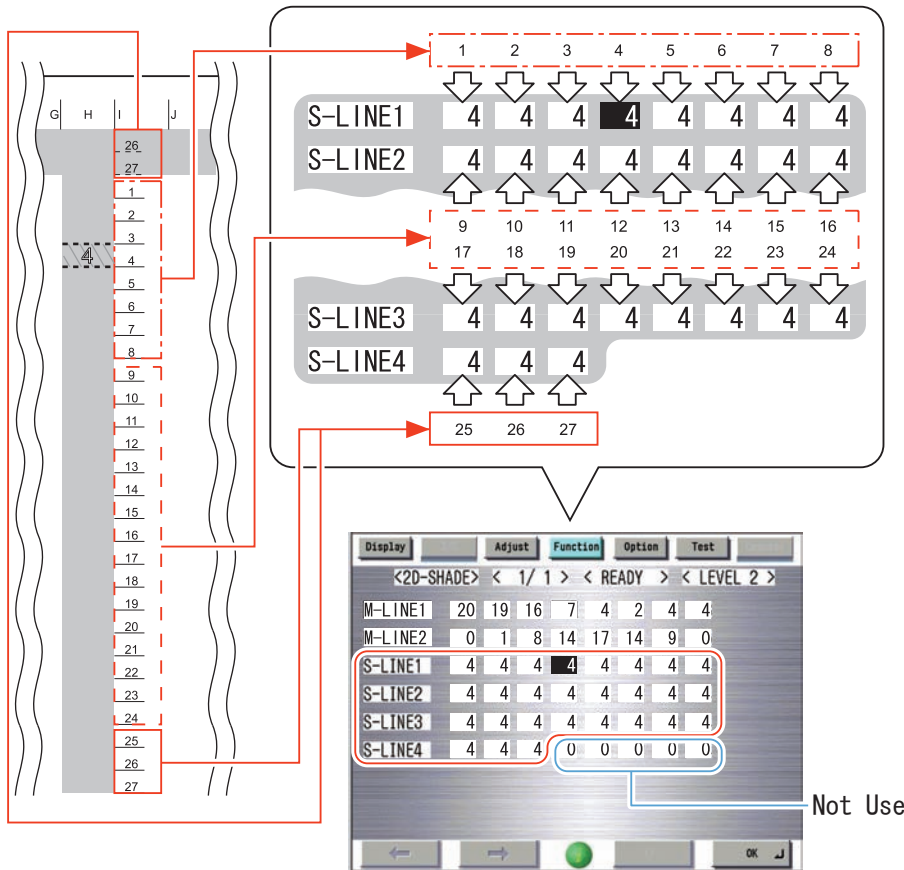 G H I J
26
27
1
2
3
4
4
5
6
7
8
9
10
11
12
13
14
15
16
17
18
19
20
21
22
23
24
25
26
27
1 2 3 4 5 6 7 8
S-LINE1 4 4 4 4 4 4 4 4
S-LINE2 4 4 4 4 4 4 4 4
9 10 11 12 13 14 15 16
17 18 19 20 21 22 23 24
S-LINE3 4 4 4 4 4 4 4 4
S-LINE4 4 4 4
25 26 27
Display Adjust Function Option Test
<2D-SHADE> < 1/ 1 > < READY > < LEVEL 2 >
M-LINE1 20 19 16 7 4 2 4 4
M-LINE2 0 1 8 14 17 14 9 0
S-LINE1 4 4 4 4 4 4 4 4
S-LINE2 4 4 4 4 4 4 4 4
S-LINE3 4 4 4 4 4 4 4 4
S-LINE4 4 4 4 0 0 0 0 0
Not Use
OK